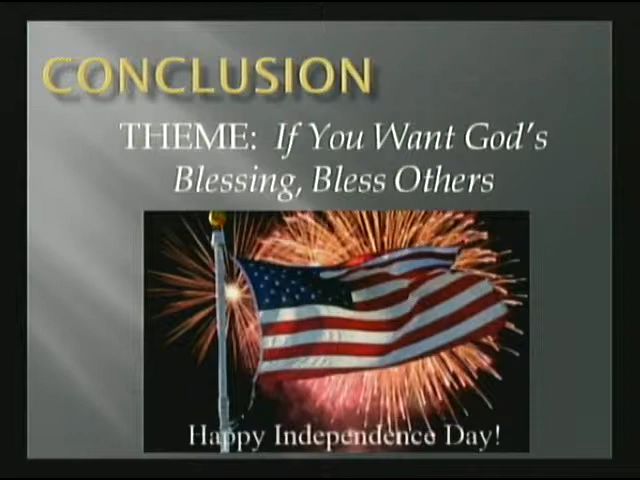 CONCLUSION
THEME: If You Want God's
Blessing, Bless Others
Happy Independence Day!